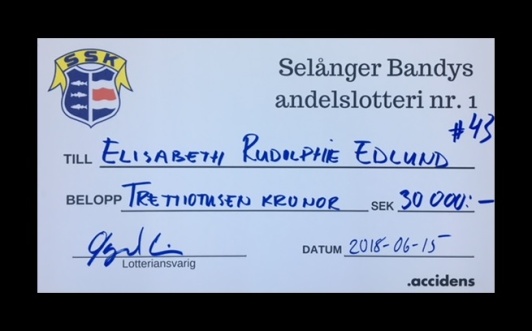 SSK
Selånger Bandys
andelslotteri nr. 1
#43
TILL ELISABETH RUDOLPHIE EDLUND
BELOPP TRETTIOTUSEN KRONOR SEK 30 000:-
Lotteriansvarig
DATUM 2018-06-15
.accidens